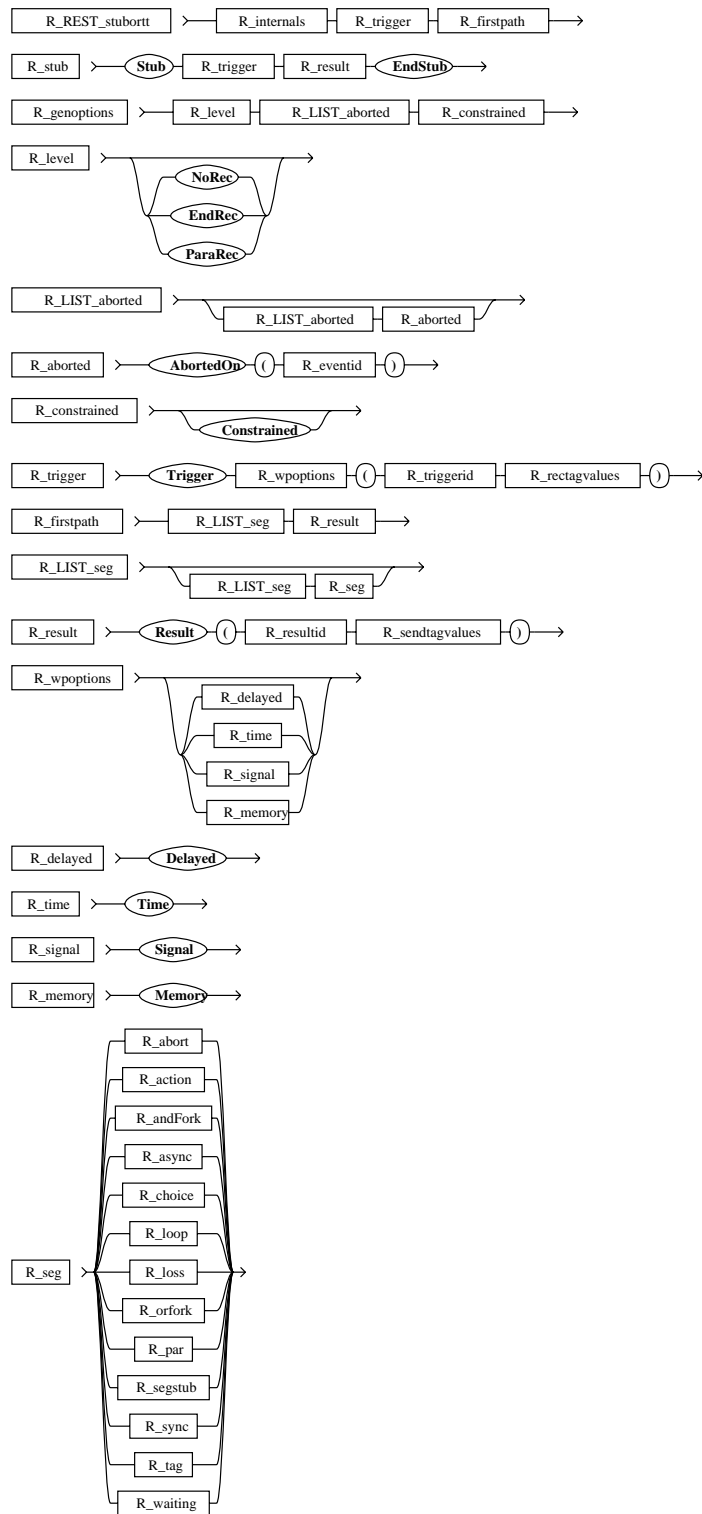 R_REST_stubortt R_internals R_trigger R_firstpath
R_stub Stub R_trigger R_result EndStub
R_genoptions R_level R_LIST_aborted R_constrained
R_level
NoRec
EndRec
ParaRec
R_LIST_aborted
R_LIST_aborted R_aborted
R_aborted AbortedOn ( R_eventid )
R_constrained
Constrained
R_trigger Trigger R_wpoptions ( R_triggerid R_rectagvalues )
R_firstpath R_LIST_seg R_result
R_LIST_seg
R_LIST_seg R_seg
R_result Result ( R_resultid R_sendtagvalues )
R_wpoptions
R_delayed
R_time
R_signal
R_memory
R_delayed Delayed
R_time Time
R_signal Signal
R_memory Memory
R_abort
R_action
R_andFork
R_async
R_choice
R_loop
R_seg R_loss
R_orfork
R_par
R_segstub
R_sync
R_tag
R_waiting